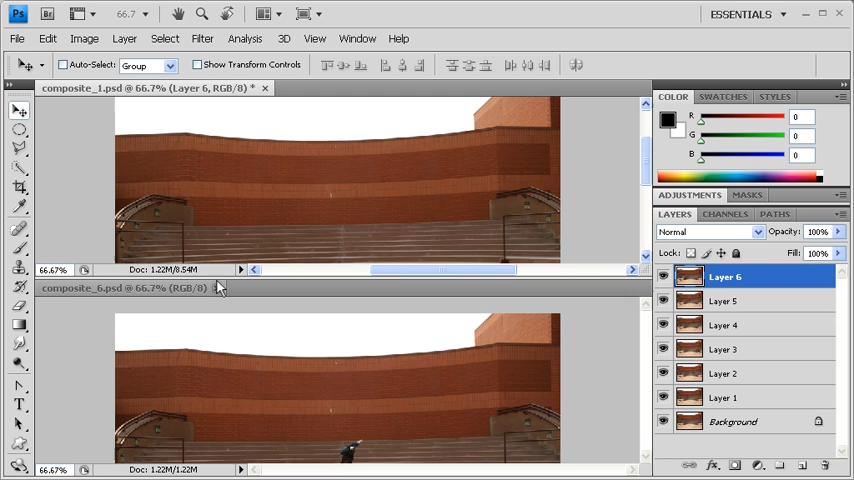 Ps Br 66.7 ESSENTIALS
File Edit Image Layer Select Filter Analysis 3D View Window Help
Auto-Select: Group Show Transform Controls
composite_1.psd @ 66.7% (Layer 6, RGB/8) *
66.67% Doc: 1.22M/8.54M
composite_6.psd @ 66.7% (RGB/8)
66.67% Doc: 1.22M/1.22M
COLOR SWATCHES STYLES
R 0
G 0
B 0
ADJUSTMENTS MASKS
LAYERS CHANNELS PATHS
Normal Opacity: 100%
Lock: Fill: 100%
Layer 6
Layer 5
Layer 4
Layer 3
Layer 2
Layer 1
Background